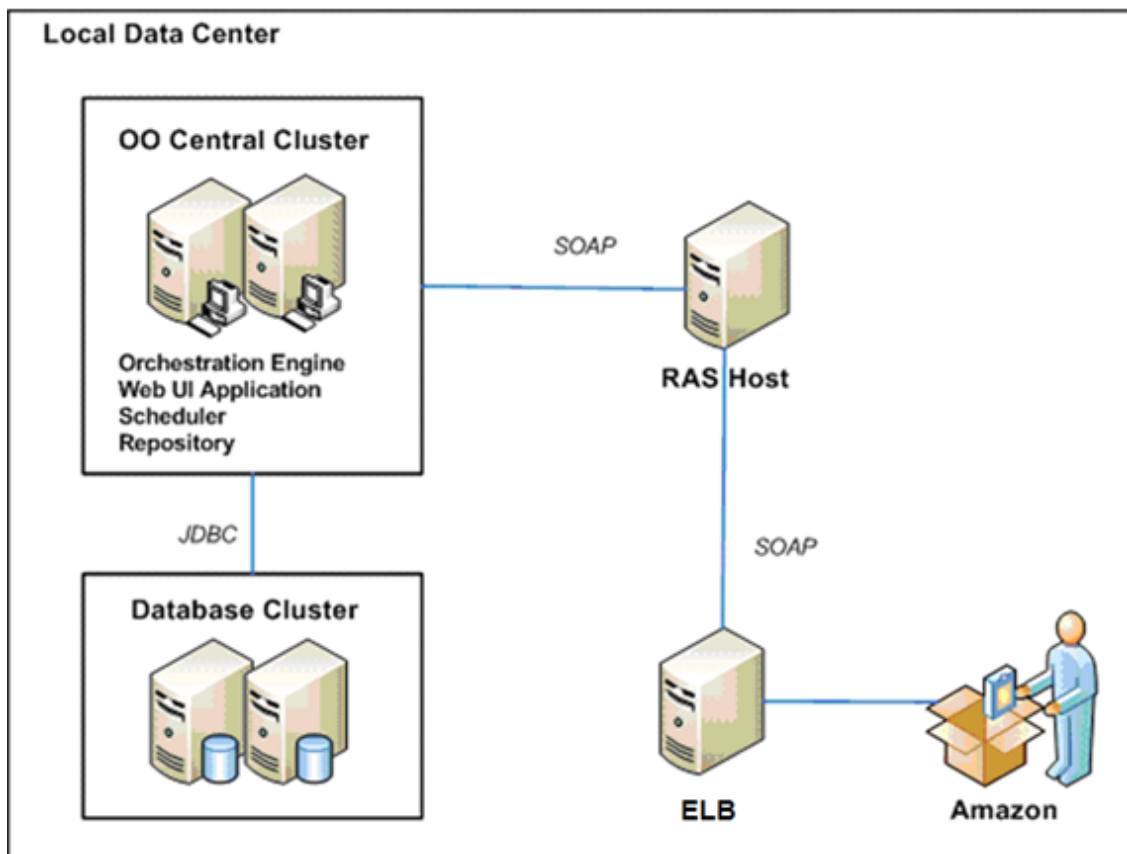 Local Data Center
OO Central Cluster
Orchestration Engine
Web UI Application
Scheduler
Repository
SOAP
RAS Host
JDBC
SOAP
Database Cluster
ELB
Amazon